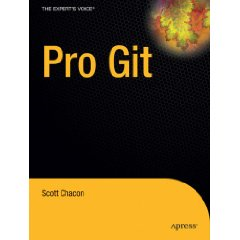 THE EXPERT'S VOICE®
Pro Git
Scott Chacon
Apress®